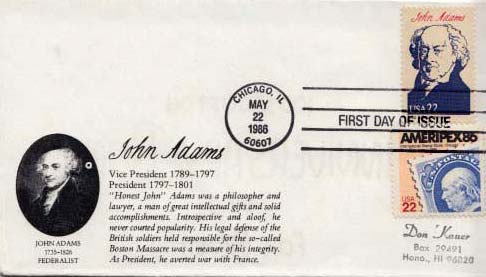 John Adams
USA 22
CHICAGO, IL
MAY
22
1986
60607
FIRST DAY OF ISSUE
AMERIPEX 86
USA
22
POSTAGE
John Adams
Vice President 1789–1797
President 1797–1801
"Honest John" Adams was a philosopher and
lawyer, a man of great intellectual gifts and solid
accomplishments. Introspective and aloof, he
never courted popularity. His legal defense of the
British soldiers held responsible for the so-called
Boston Massacre was a measure of his integrity.
As President, he averted war with France.
JOHN ADAMS
1735-1826
FEDERALIST
Don Kauer
Box 29491
Hono., HI 96820